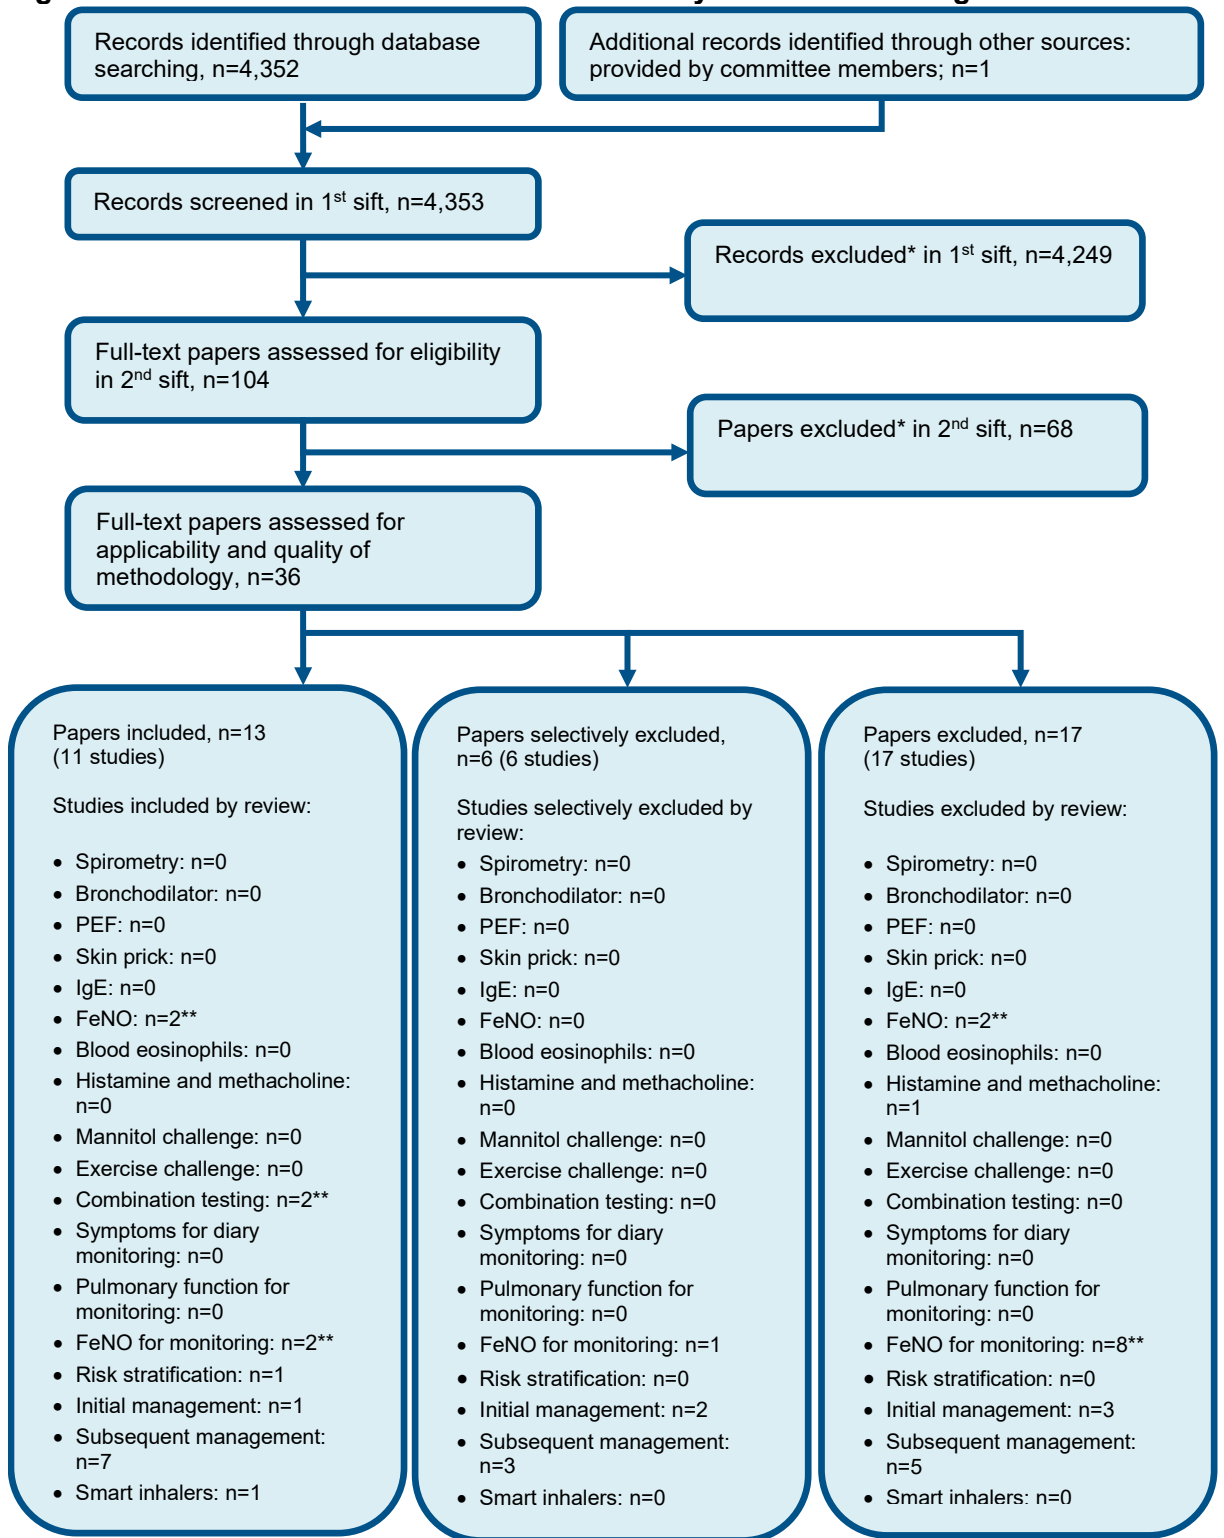 Records identified through database
searching, n=4,352
Additional records identified through other sources:
provided by committee members; n=1
Records screened in 1st sift, n=4,353
Records excluded* in 1st sift, n=4,249
Full-text papers assessed for eligibility
in 2nd sift, n=104
Papers excluded* in 2nd sift, n=68
Full-text papers assessed for
applicability and quality of
methodology, n=36
Papers included, n=13
(11 studies)
Studies included by review:
• Spirometry: n=0
• Bronchodilator: n=0
• PEF: n=0
• Skin prick: n=0
• IgE: n=0
• FeNO: n=2**
• Blood eosinophils: n=0
• Histamine and methacholine:
n=0
• Mannitol challenge: n=0
• Exercise challenge: n=0
• Combination testing: n=2**
• Symptoms for diary
monitoring: n=0
• Pulmonary function for
monitoring: n=0
• FeNO for monitoring: n=2**
• Risk stratification: n=1
• Initial management: n=1
• Subsequent management:
n=7
• Smart inhalers: n=1
Papers selectively excluded,
n=6 (6 studies)
Studies selectively excluded by
review:
• Spirometry: n=0
• Bronchodilator: n=0
• PEF: n=0
• Skin prick: n=0
• IgE: n=0
• FeNO: n=0
• Blood eosinophils: n=0
• Histamine and methacholine:
n=0
• Mannitol challenge: n=0
• Exercise challenge: n=0
• Combination testing: n=0
• Symptoms for diary
monitoring: n=0
• Pulmonary function for
monitoring: n=0
• FeNO for monitoring: n=1
• Risk stratification: n=0
• Initial management: n=2
• Subsequent management:
n=3
• Smart inhalers: n=0
Papers excluded, n=17
(17 studies)
Studies excluded by review:
• Spirometry: n=0
• Bronchodilator: n=0
• PEF: n=0
• Skin prick: n=0
• IgE: n=0
• FeNO: n=2**
• Blood eosinophils: n=0
• Histamine and methacholine:
n=1
• Mannitol challenge: n=0
• Exercise challenge: n=0
• Combination testing: n=0
• Symptoms for diary
monitoring: n=0
• Pulmonary function for
monitoring: n=0
• FeNO for monitoring: n=8**
• Risk stratification: n=0
• Initial management: n=3
• Subsequent management:
n=5
• Smart inhalers: n=0